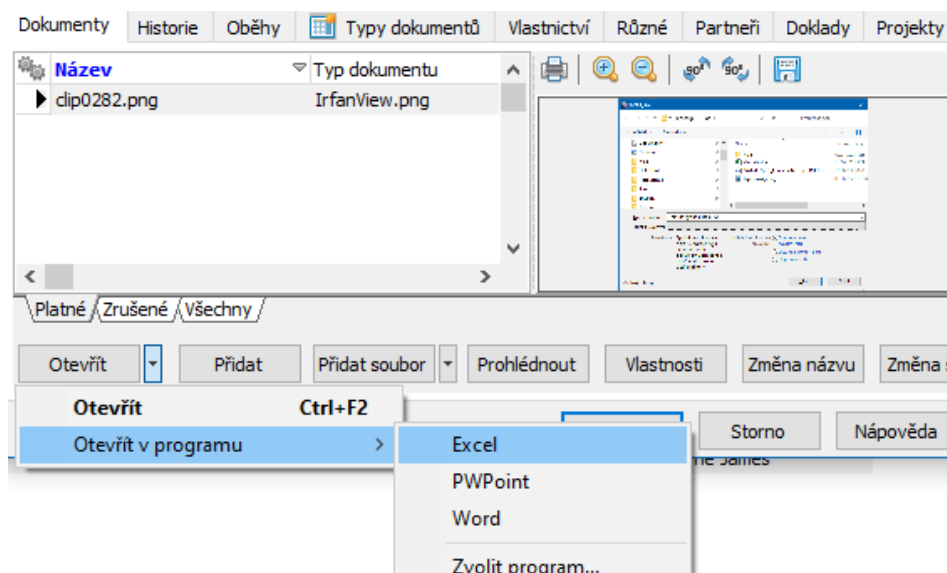 Dokumenty Historie Oběhy Typy dokumentů Vlastnictví Různé Partneři Doklady Projekty
Název Typ dokumentu
clip0282.png IrfanView.png
Platné Zrušené Všechny
Otevřít Přidat Přidat soubor Prohlédnout Vlastnosti Změna názvu Změna
Otevřít Ctrl+F2
Storno Nápověda
Otevřít v programu Excel
James
PWPoint
Word
Zvolit program...